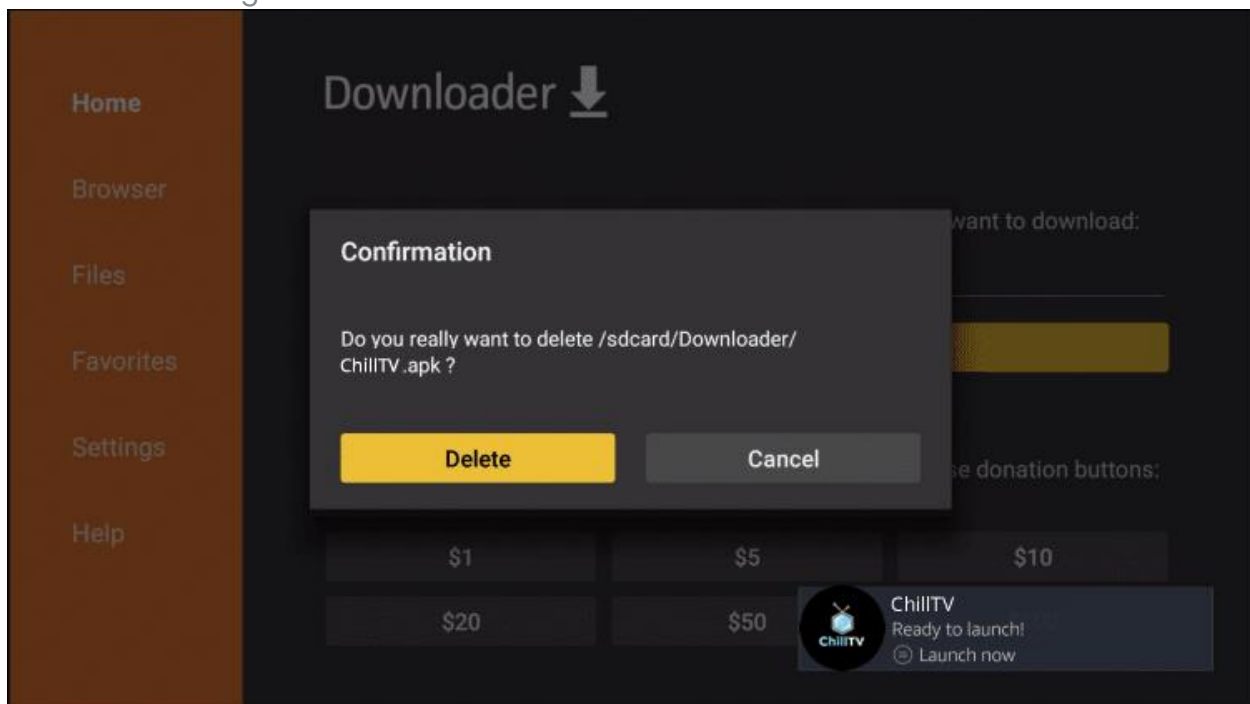 Home
Browser
Files
Favorites
Settings
Help
Downloader
want to download:
Confirmation
Do you really want to delete /sdcard/Downloader/
ChillTV.apk ?
Delete
Cancel
se donation buttons:
$1
$5
$10
$20
$50
ChillTV
ChillTV
Ready to launch!
Launch now